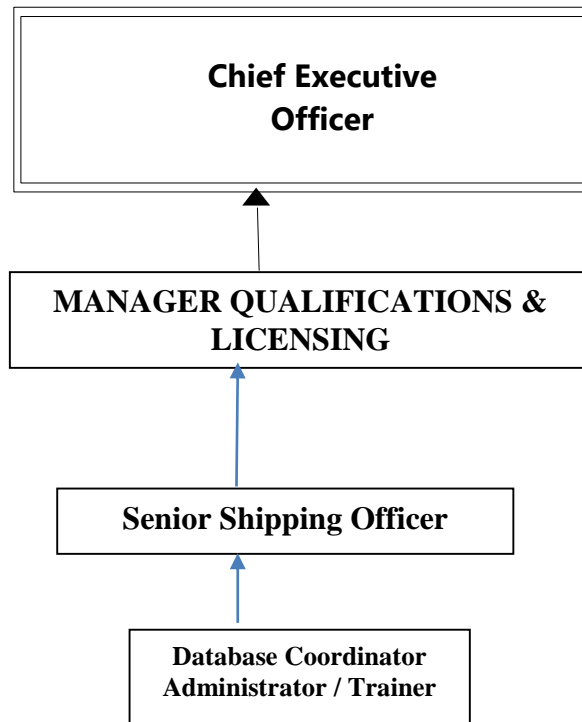 Chief Executive
Officer
MANAGER QUALIFICATIONS &
LICENSING
Senior Shipping Officer
Database Coordinator
Administrator / Trainer